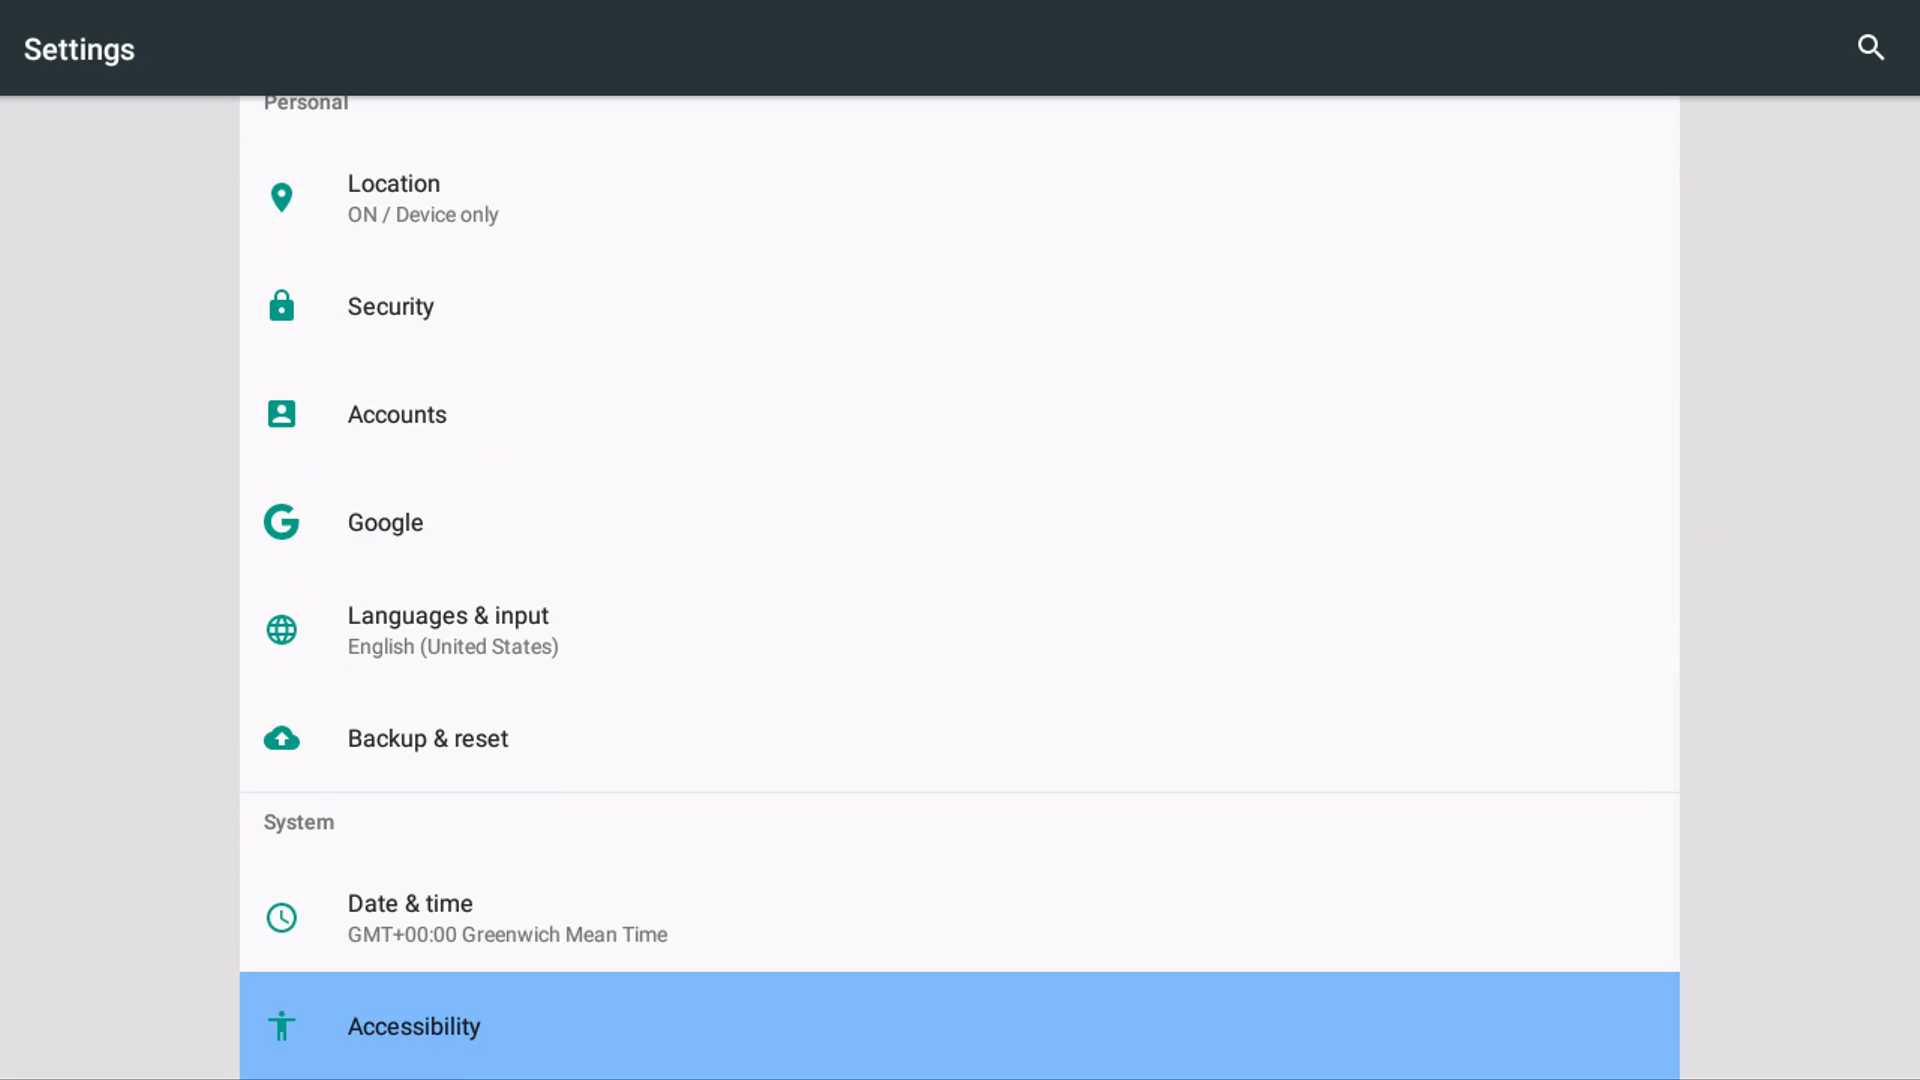 Settings
Personal
Location
ON / Device only
Security
Accounts
Google
Languages & input
English (United States)
Backup & reset
System
Date & time
GMT+00:00 Greenwich Mean Time
Accessibility